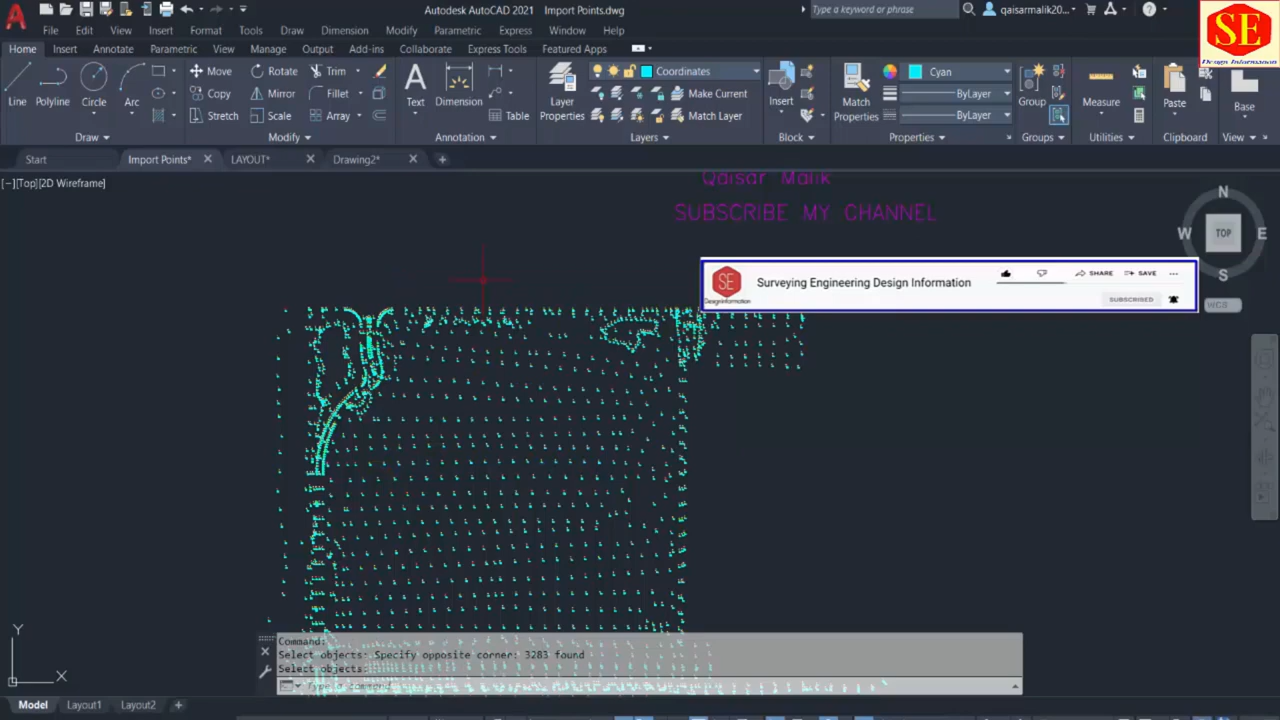 Autodesk AutoCAD 2021 Import Points.dwg
Type a keyword or phrase
qaisarmalik20...
SE
Design Information
File Edit View Insert Format Tools Draw Dimension Modify Parametric Express Window Help
Home Insert Annotate Parametric View Manage Output Add-ins Collaborate Express Tools Featured Apps
Line Polyline Circle Arc
Move Rotate Trim
Copy Mirror Fillet
Stretch Scale Array
Text Dimension Table
Layer Properties
Coordinates
Make Current
Match Layer
Insert
Match Properties
Cyan
ByLayer
ByLayer
Group
Measure
Paste
Base
Draw Modify Annotation Layers Block Properties Groups Utilities Clipboard View
Start Import Points* LAYOUT* Drawing2*
[−][Top][2D Wireframe]
Qaisar Malik
SUBSCRIBE MY CHANNEL
N
W TOP E
S
WCS
SE
Designinformation
Surveying Engineering Design Information
SHARE SAVE
SUBSCRIBED
Command:
Select objects: Specify opposite corner: 3283 found
Select objects:
Type a command
Y
X
Model Layout1 Layout2